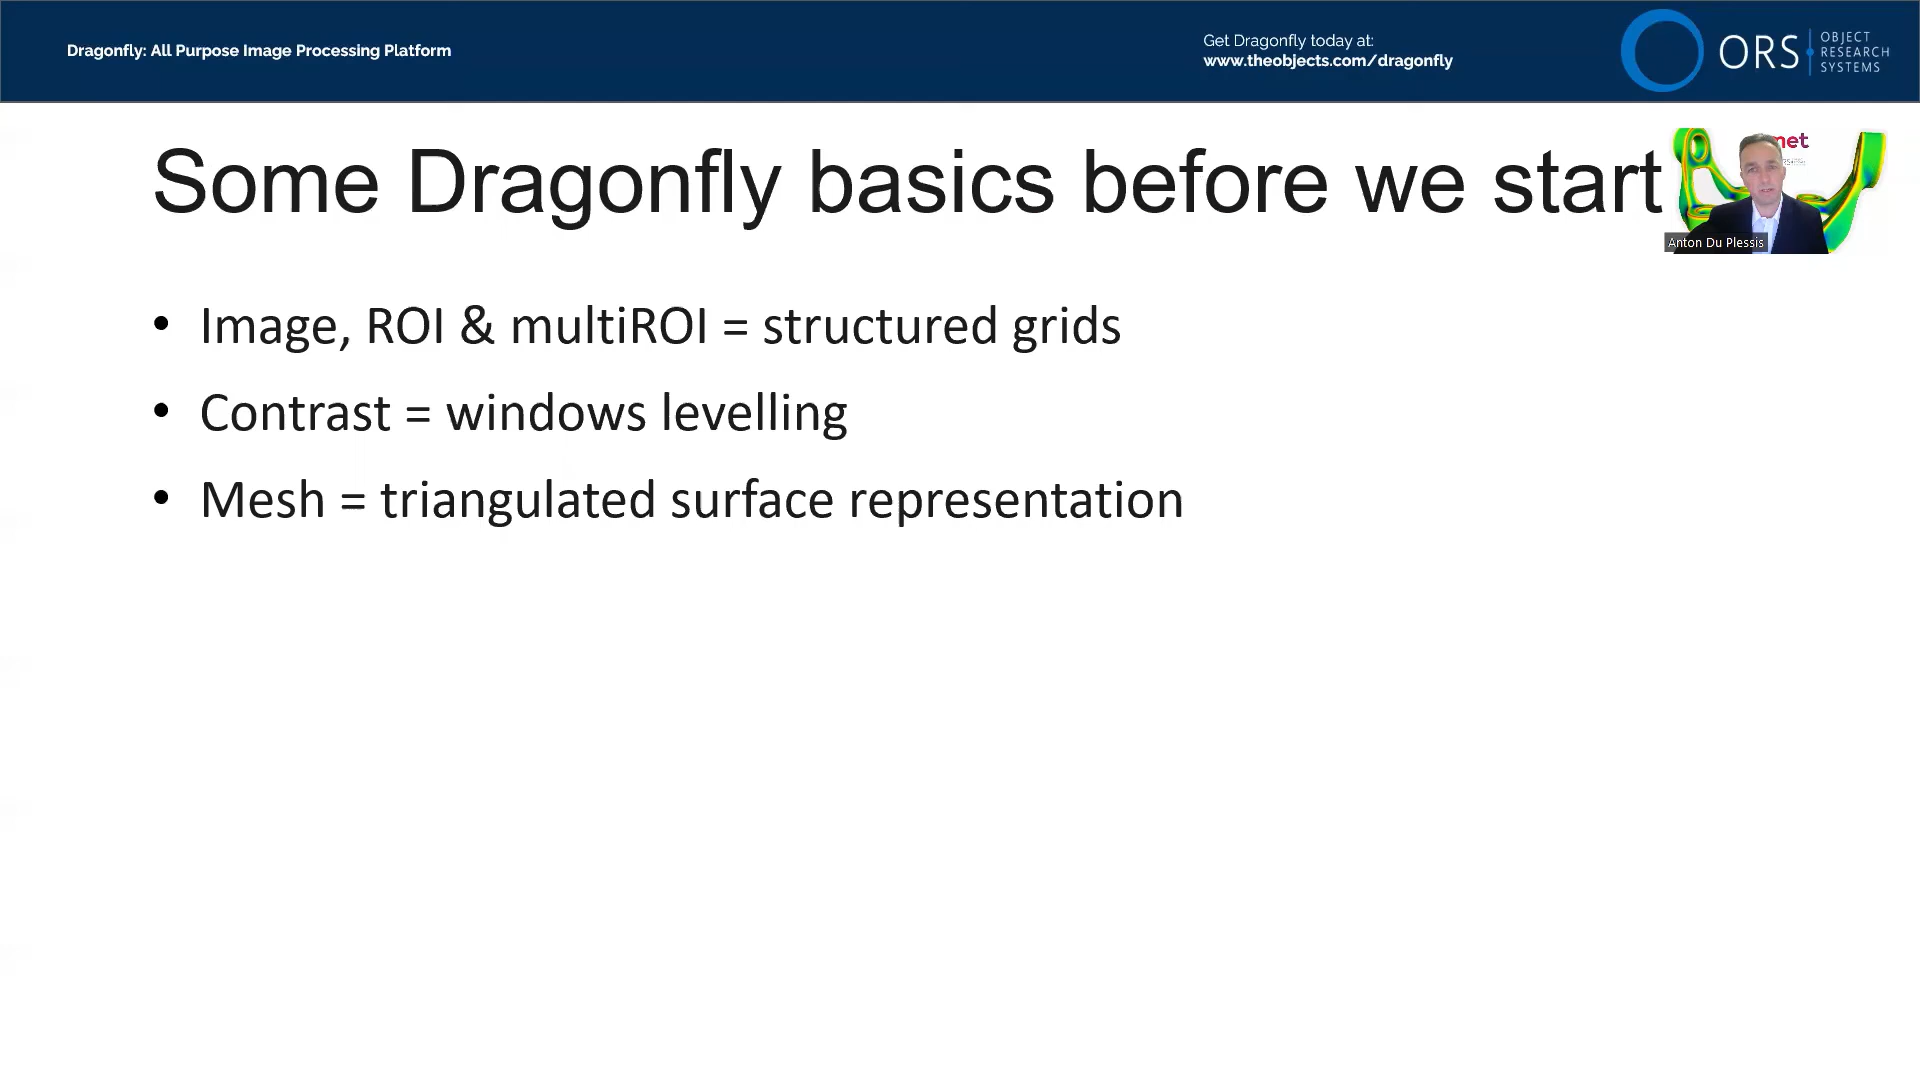 Dragonfly: All Purpose Image Processing Platform
Get Dragonfly today at:
www.theobjects.com/dragonfly
ORS
OBJECT
RESEARCH
SYSTEMS
Some Dragonfly basics before we start
Anton Du Plessis
• Image, ROI & multiROI = structured grids
• Contrast = windows levelling
• Mesh = triangulated surface representation